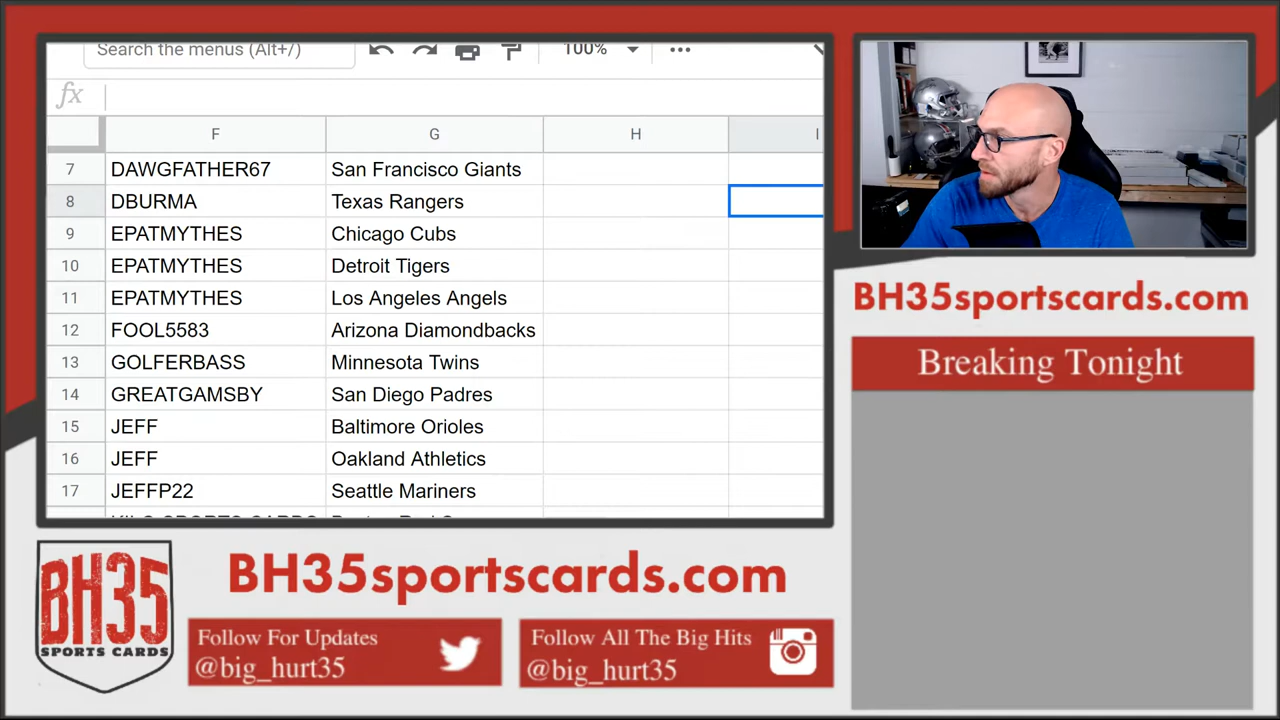 Search the menus (Alt+/)
100%
fx
F G H I
7 DAWGFATHER67 San Francisco Giants
8 DBURMA Texas Rangers
9 EPATMYTHES Chicago Cubs
10 EPATMYTHES Detroit Tigers
11 EPATMYTHES Los Angeles Angels
12 FOOL5583 Arizona Diamondbacks
13 GOLFERBASS Minnesota Twins
14 GREATGAMSBY San Diego Padres
15 JEFF Baltimore Orioles
16 JEFF Oakland Athletics
17 JEFFP22 Seattle Mariners
BH35sportscards.com
Breaking Tonight
BH35
SPORTS CARDS
BH35sportscards.com
Follow For Updates
@big_hurt35
Follow All The Big Hits
@big_hurt35